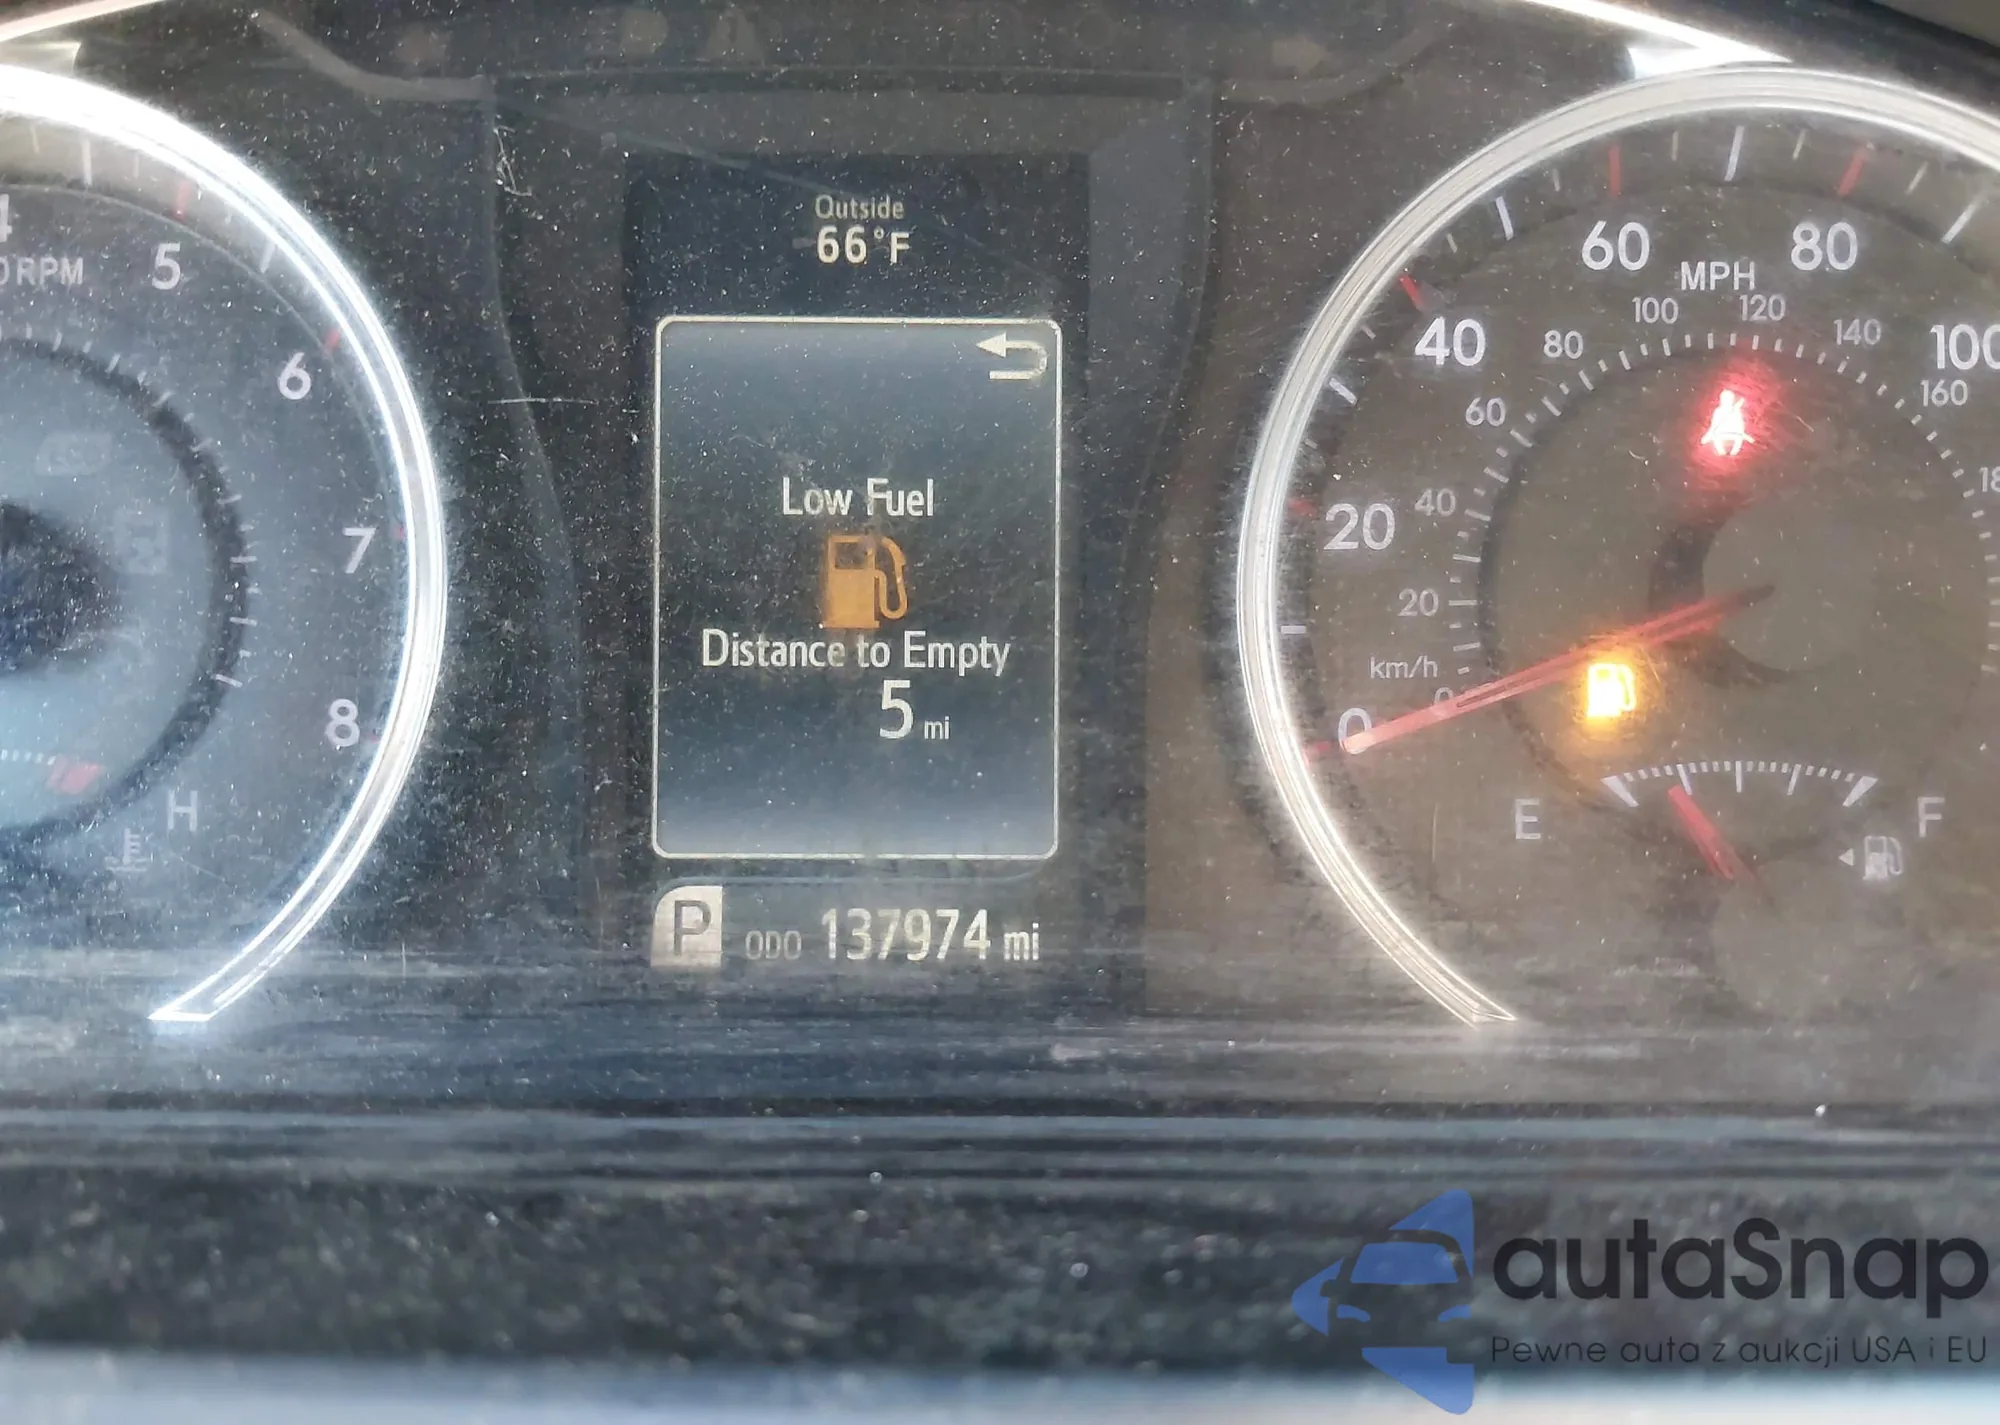 Outside
66°F
Low Fuel
Distance to Empty
5 mi
P ODO 137974 mi
4
5
6
7
8
RPM
H
0
20
40
60
80
100
MPH
0
20
40
60
80
100
120
140
160
km/h
E
F
autaSnap
Pewne auta z aukcji USA i EU